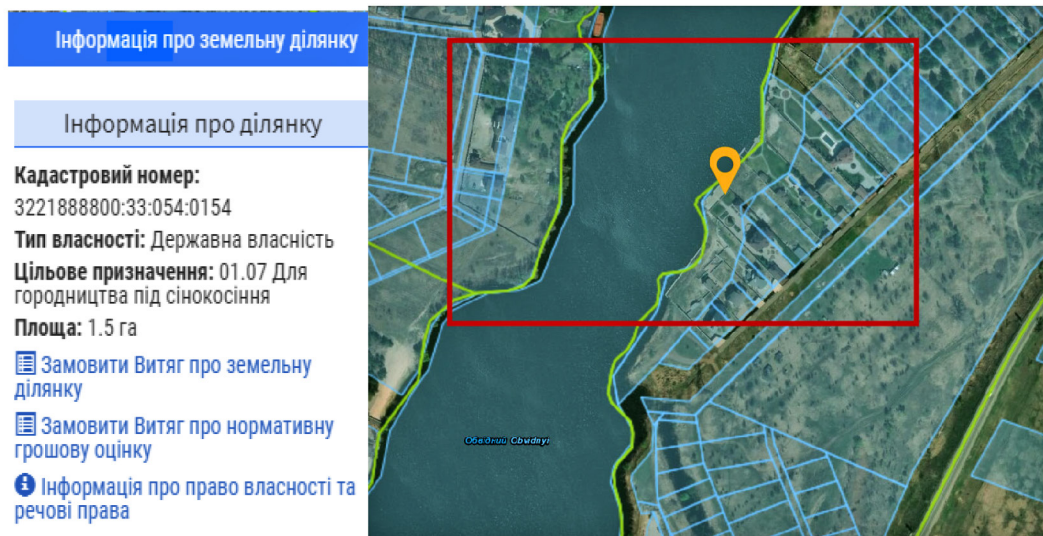 Інформація про земельну ділянку
Інформація про ділянку
Кадастровий номер:
3221888800:33:054:0154
Тип власності: Державна власність
Цільове призначення: 01.07 Для
городництва під сінокосіння
Площа: 1.5 га
Замовити Витяг про земельну
ділянку
Замовити Витяг про нормативну
грошову оцінку
Інформація про право власності та
речові права
Обвідний Obvidnyi